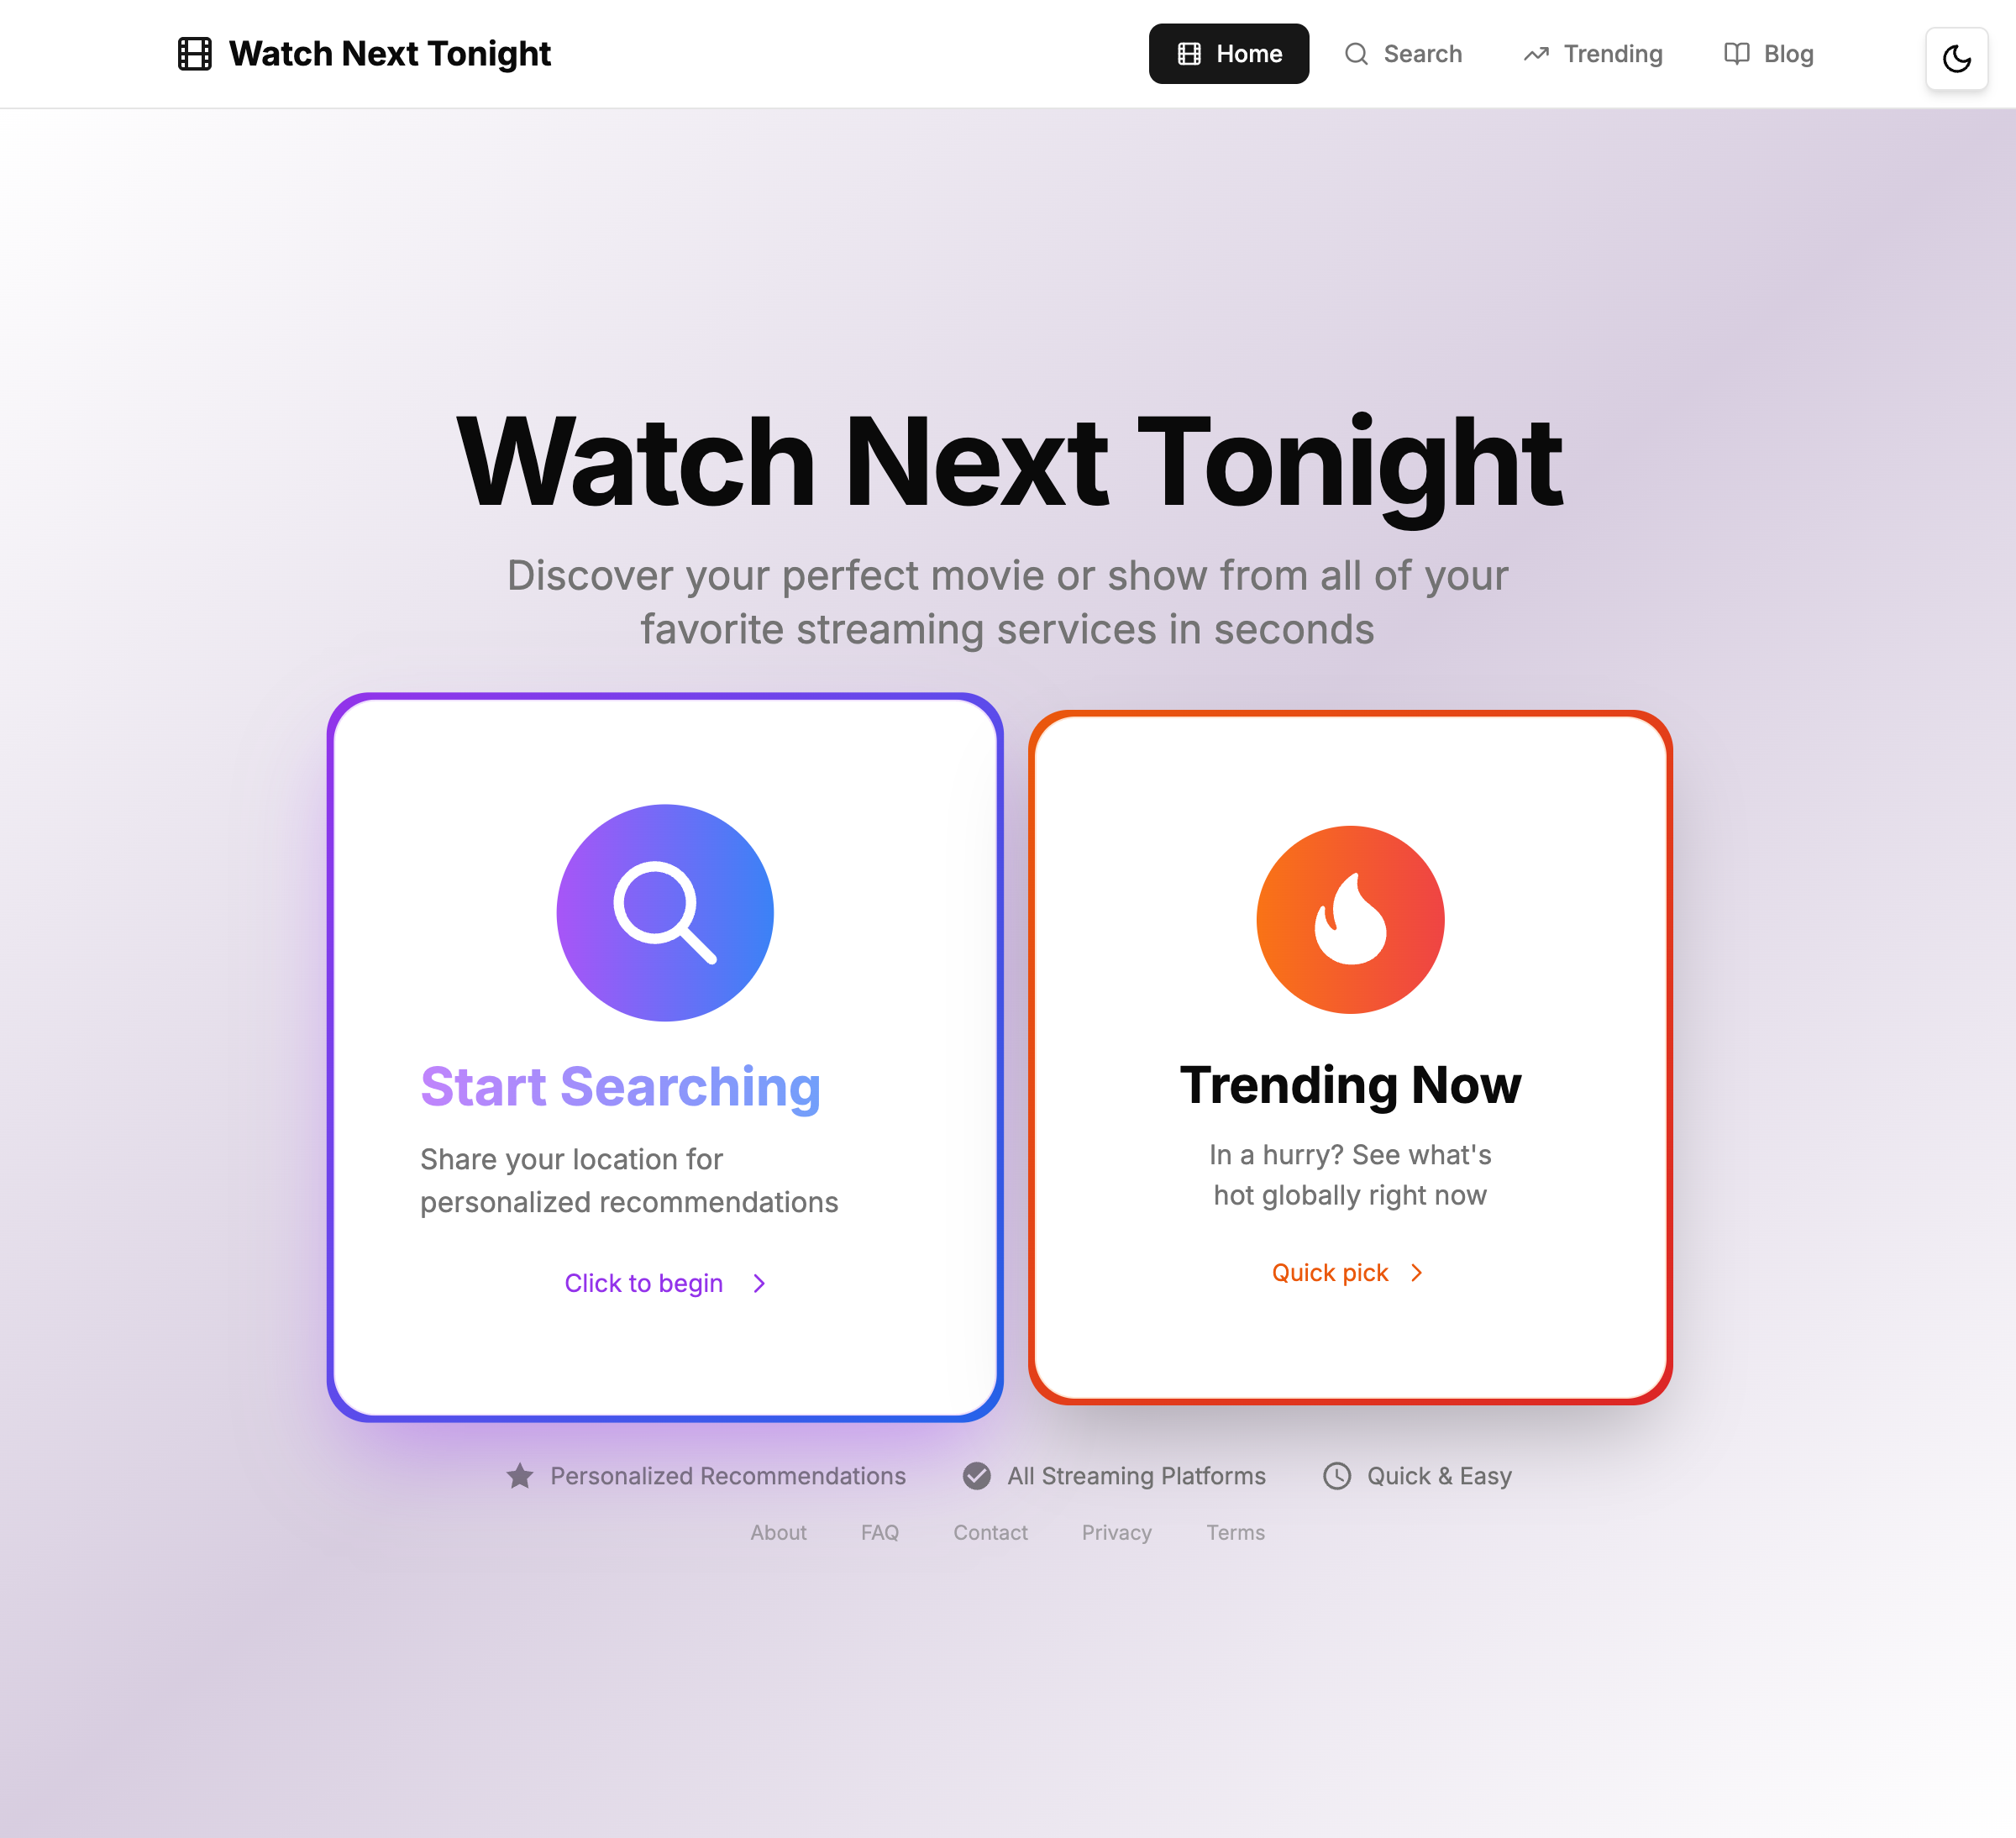 Watch Next Tonight
Home
Search
Trending
Blog
Watch Next Tonight
Discover your perfect movie or show from all of your
favorite streaming services in seconds
Start Searching
Share your location for
personalized recommendations
Click to begin
Trending Now
In a hurry? See what's
hot globally right now
Quick pick
Personalized Recommendations
All Streaming Platforms
Quick & Easy
About
FAQ
Contact
Privacy
Terms